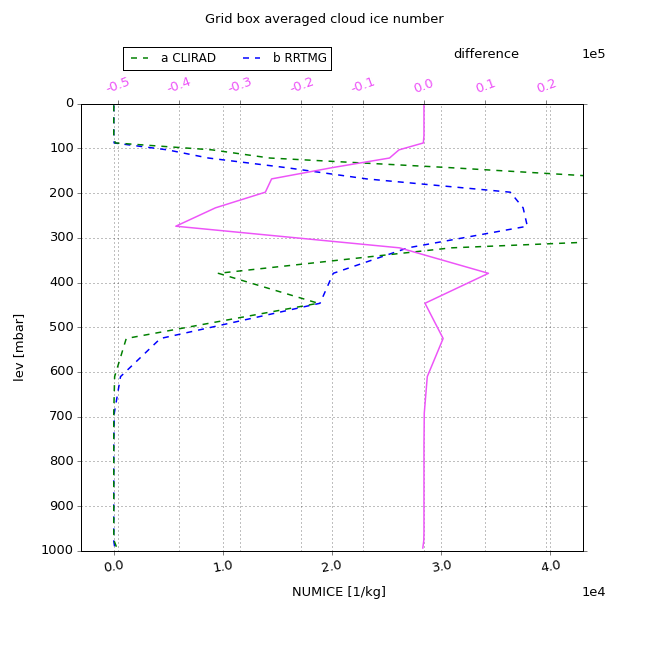 Grid box averaged cloud ice number
a CLIRAD b RRTMG difference 1e5
-0.5 -0.4 -0.3 -0.2 -0.1 0.0 0.1 0.2
0
100
200
300
400
500
600
700
800
900
1000
lev [mbar]
0.0 1.0 2.0 3.0 4.0
NUMICE [1/kg] 1e4